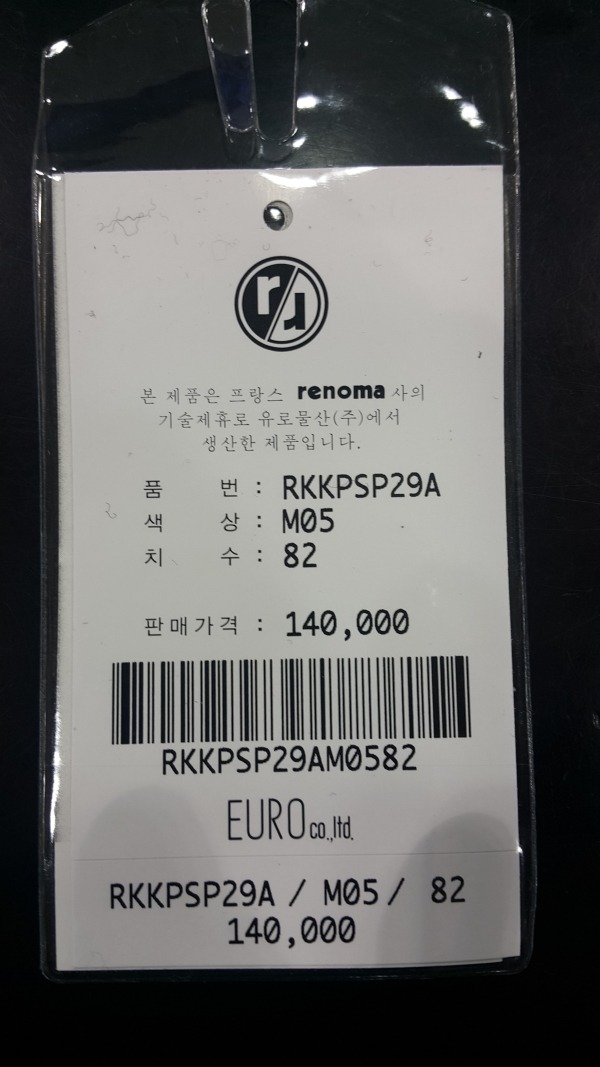 본 제품은 프랑스 renoma 사의
기술제휴로 유로물산(주)에서
생산한 제품입니다.
품 번 : RKKPSP29A
색 상 : M05
치 수 : 82
판매가격 : 140,000
RKKPSP29AM0582
EURO co.,ltd.
RKKPSP29A / M05 / 82
140,000